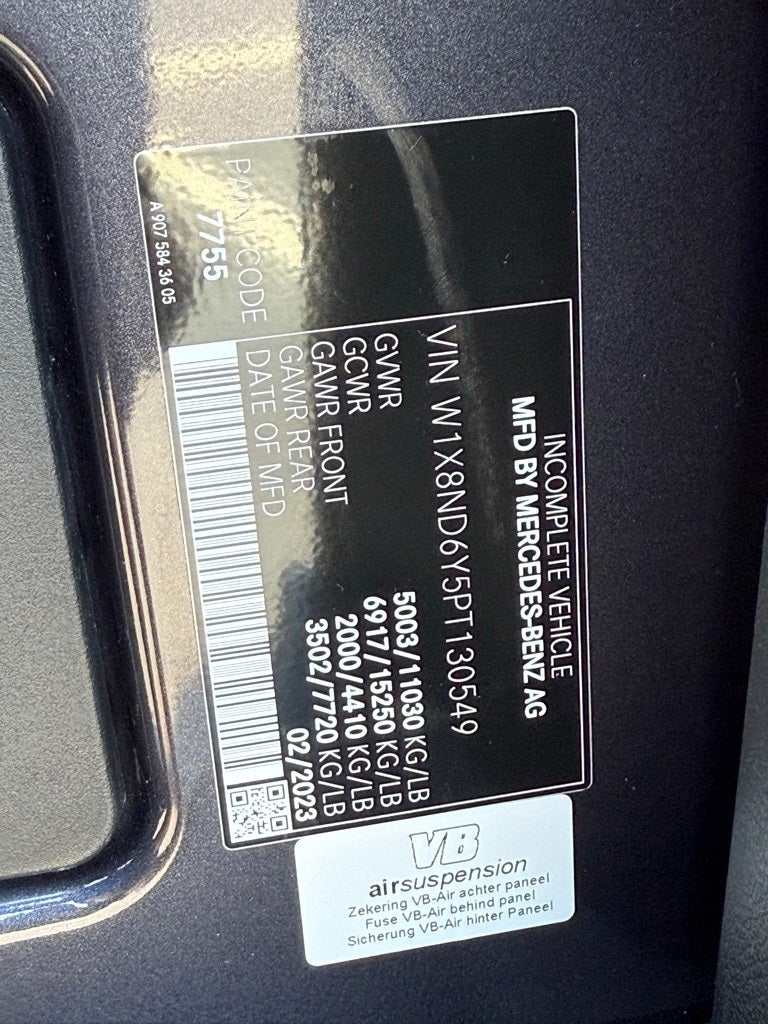 INCOMPLETE VEHICLE
MFD BY MERCEDES-BENZ AG
VIN W1X8ND6Y5PT130549
GVWR 5003/11030 KG/LB
GCWR 6917/15250 KG/LB
GAWR FRONT 2000/4410 KG/LB
GAWR REAR 3502/7720 KG/LB
DATE OF MFD 02/2023
PAINT CODE
7755
A 907 584 36 05
VB
airsuspension
Zekering VB-Air achter paneel
Fuse VB-Air behind panel
Sicherung VB-Air hinter Paneel